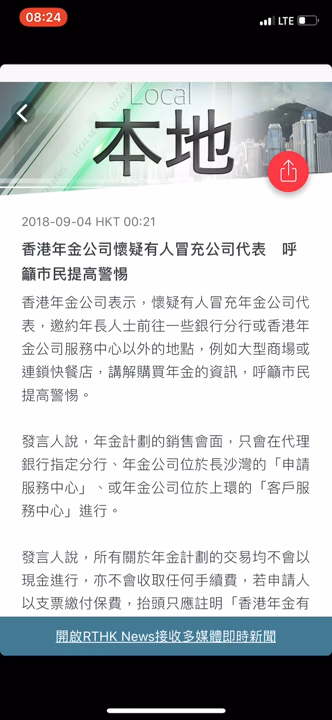 08:24
LTE
Local
本地
2018-09-04 HKT 00:21
香港年金公司懷疑有人冒充公司代表　呼
籲市民提高警惕
香港年金公司表示，懷疑有人冒充年金公司代
表，邀約年長人士前往一些銀行分行或香港年
金公司服務中心以外的地點，例如大型商場或
連鎖快餐店，講解購買年金的資訊，呼籲市民
提高警惕。
發言人說，年金計劃的銷售會面，只會在代理
銀行指定分行、年金公司位於長沙灣的「申請
服務中心」、或年金公司位於上環的「客戶服
務中心」進行。
發言人說，所有關於年金計劃的交易均不會以
現金進行，亦不會收取任何手續費，若申請人
以支票繳付保費，抬頭只應註明「香港年金有
開啟RTHK News接收多媒體即時新聞